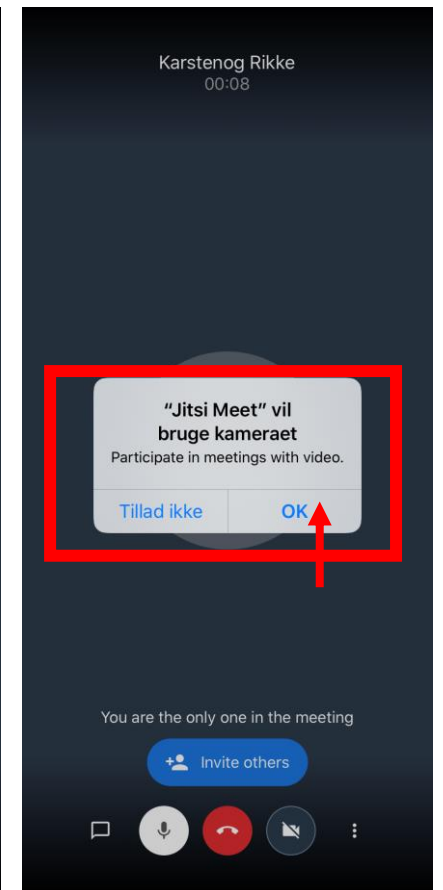 Karstenog Rikke
00:08
"Jitsi Meet" vil
bruge kameraet
Participate in meetings with video.
Tillad ikke
OK
You are the only one in the meeting
Invite others